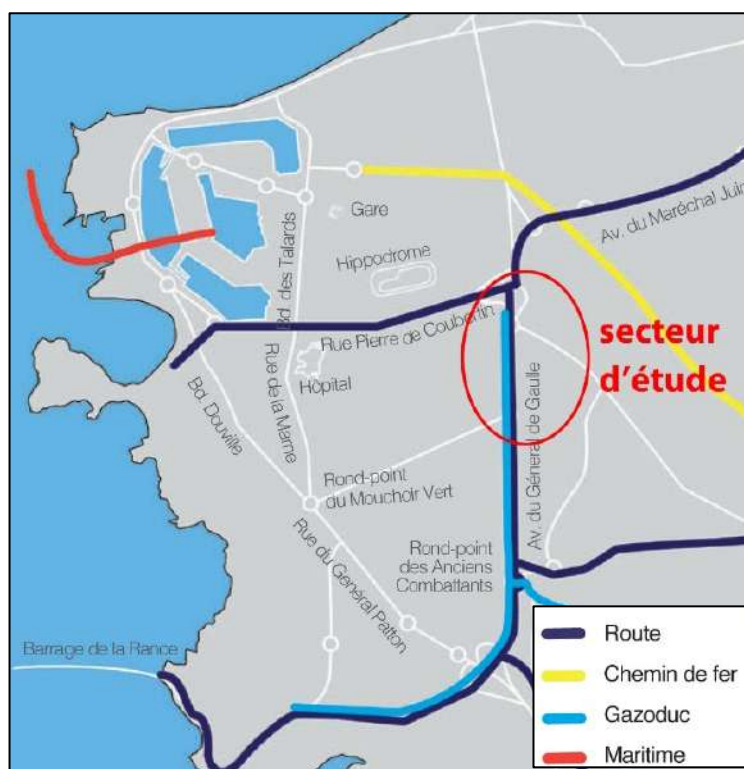 Gare
Av. du Maréchal Juin
Bd. des Talards
Hippodrome
Rue Pierre de Coubertin
secteur
d'étude
Hôpital
Rue de la Marne
Bd. Douville
Av. du Géneral de Gaulle
Rond-point
du Mouchoir Vert
Rue du Genéral Patton
Rond-point
des Anciens
Combattants
Barrage de la Rance
Route
Chemin de fer
Gazoduc
Maritime